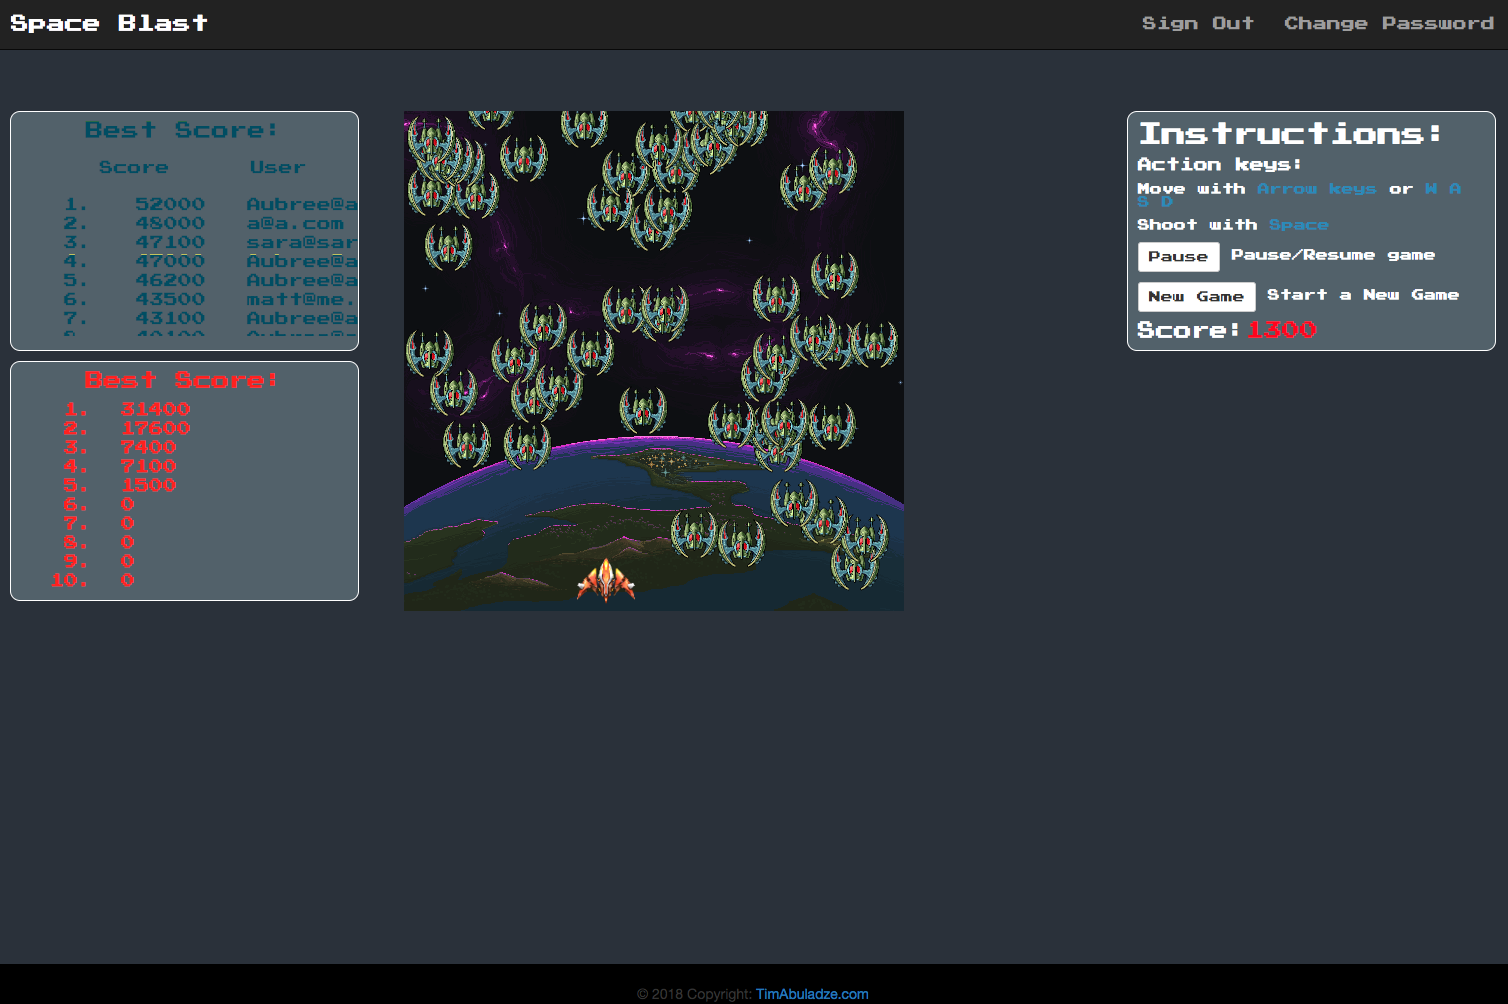 Space Blast
Sign Out Change Password
Best Score:
Score User
1. 52000 Aubree@a
2. 48000 a@a.com
3. 47100 sara@sar
4. 47000 Aubree@a
5. 46200 Aubree@a
6. 43500 matt@me.
7. 43100 Aubree@a
Best Score:
1. 31400
2. 17600
3. 7400
4. 7100
5. 1500
6. 0
7. 0
8. 0
9. 0
10. 0
Instructions:
Action keys:
Move with Arrow keys or W A
S D
Shoot with Space
Pause Pause/Resume game
New Game Start a New Game
Score: 1300
© 2018 Copyright: TimAbuladze.com